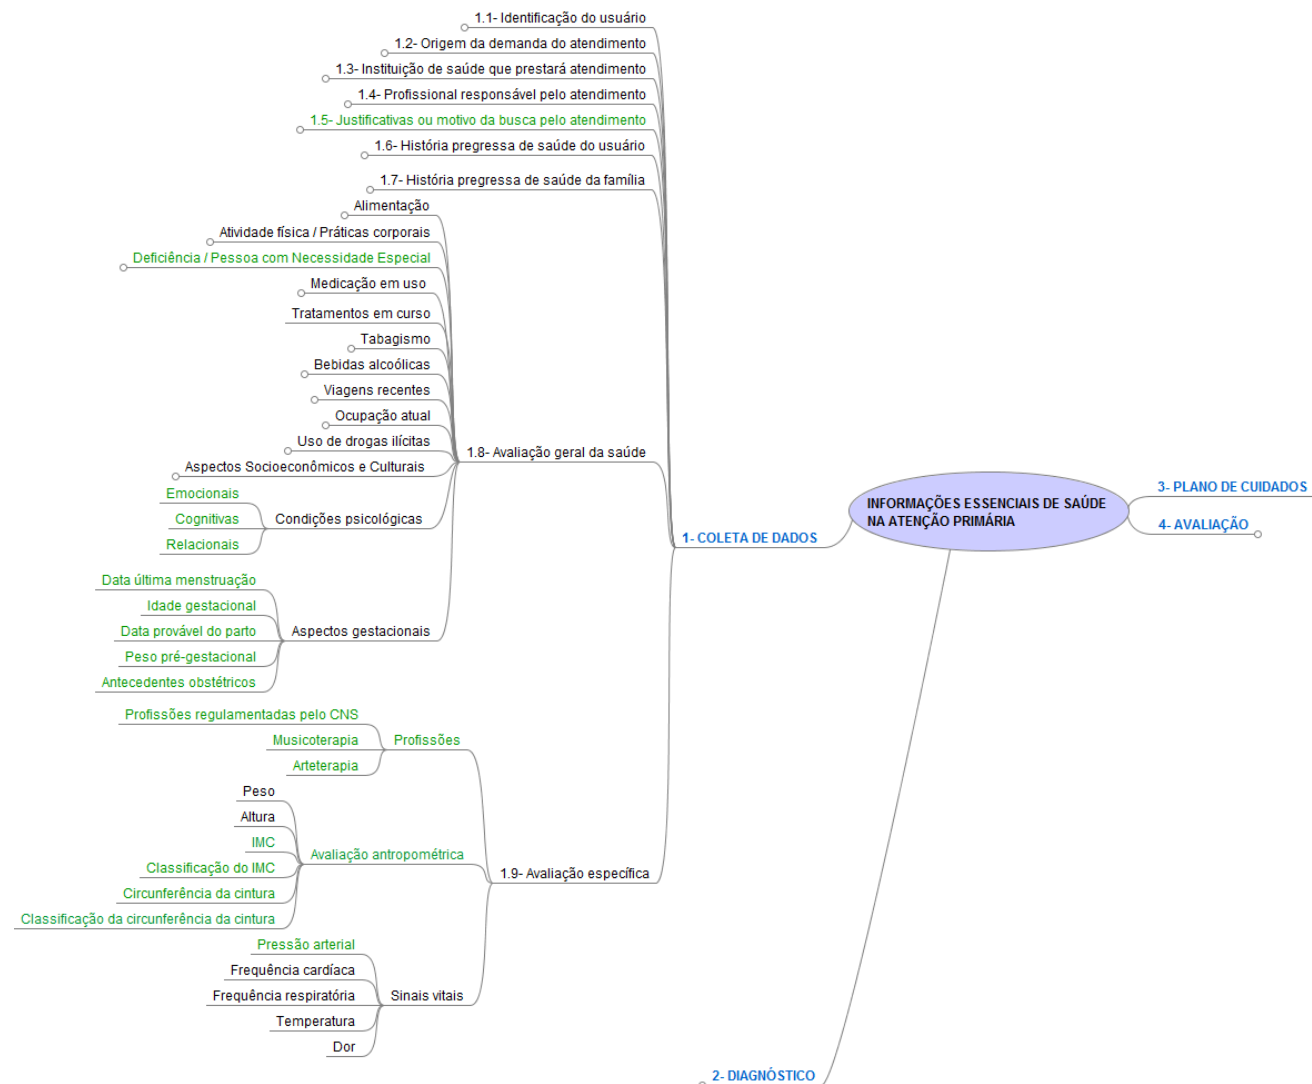 1.1- Identificação do usuário
1.2- Origem da demanda do atendimento
1.3- Instituição de saúde que prestará atendimento
1.4- Profissional responsável pelo atendimento
1.5- Justificativas ou motivo da busca pelo atendimento
1.6- História pregressa de saúde do usuário
1.7- História pregressa de saúde da família
Alimentação
Atividade física / Práticas corporais
Deficiência / Pessoa com Necessidade Especial
Medicação em uso
Tratamentos em curso
Tabagismo
Bebidas alcoólicas
Viagens recentes
Ocupação atual
Uso de drogas ilícitas
Aspectos Socioeconômicos e Culturais
Emocionais
Cognitivas
Relacionais
Condições psicológicas
Data última menstruação
Idade gestacional
Data provável do parto
Peso pré-gestacional
Antecedentes obstétricos
Aspectos gestacionais
1.8- Avaliação geral da saúde
Profissões regulamentadas pelo CNS
Musicoterapia
Arteterapia
Profissões
Peso
Altura
IMC
Classificação do IMC
Circunferência da cintura
Classificação da circunferência da cintura
Avaliação antropométrica
Pressão arterial
Frequência cardíaca
Frequência respiratória
Temperatura
Dor
Sinais vitais
1.9- Avaliação específica
1- COLETA DE DADOS
INFORMAÇÕES ESSENCIAIS DE SAÚDE
NA ATENÇÃO PRIMÁRIA
3- PLANO DE CUIDADOS
4- AVALIAÇÃO
2- DIAGNÓSTICO